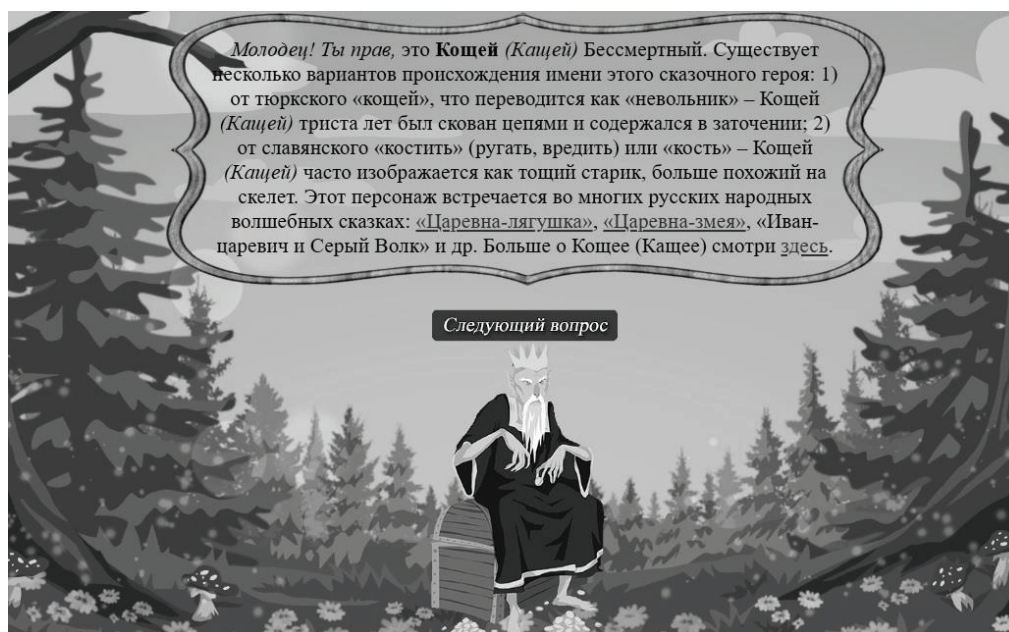 Молодец! Ты прав, это Кощей (Кащей) Бессмертный. Существует
несколько вариантов происхождения имени этого сказочного героя: 1)
от тюркского «кощей», что переводится как «невольник» – Кощей
(Кащей) триста лет был скован цепями и содержался в заточении; 2)
от славянского «костить» (ругать, вредить) или «кость» – Кощей
(Кащей) часто изображается как тощий старик, больше похожий на
скелет. Этот персонаж встречается во многих русских народных
волшебных сказках: «Царевна-лягушка», «Царевна-змея», «Иван-
царевич и Серый Волк» и др. Больше о Кощее (Кащее) смотри здесь.
Следующий вопрос